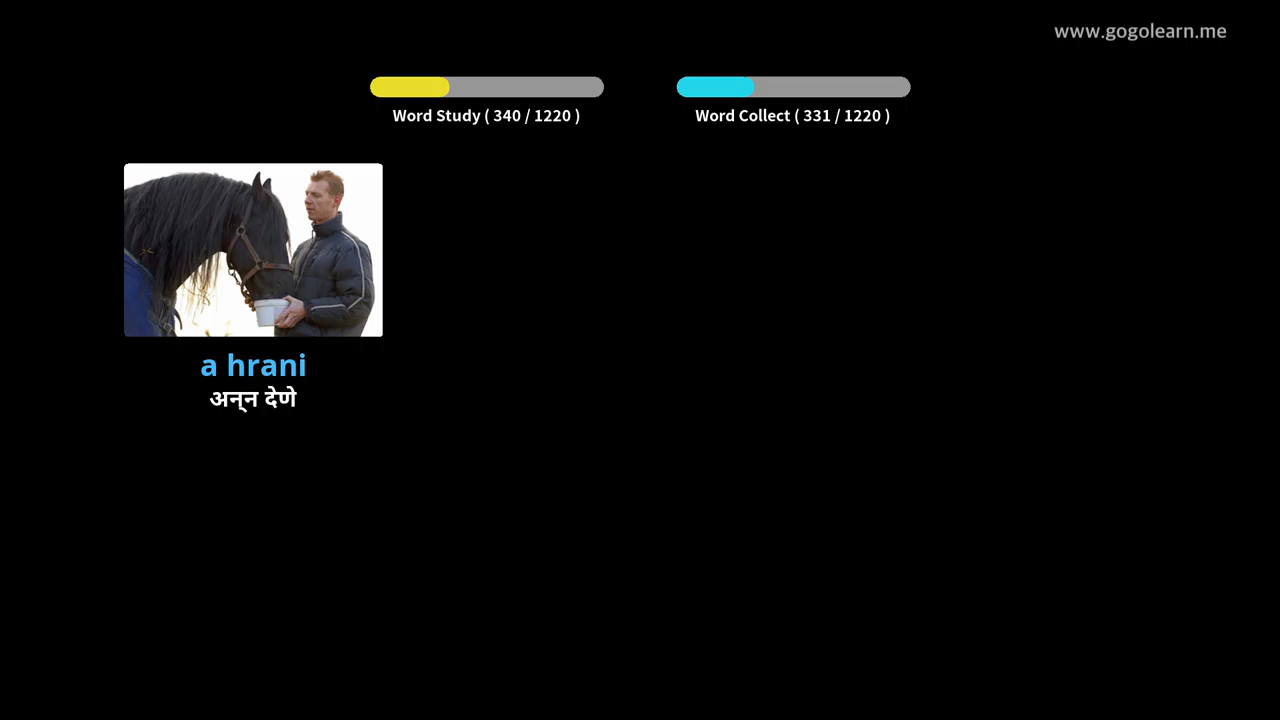 www.gogolearn.me
Word Study ( 340 / 1220 )
Word Collect ( 331 / 1220 )
a hrani
अन्‍न देणे